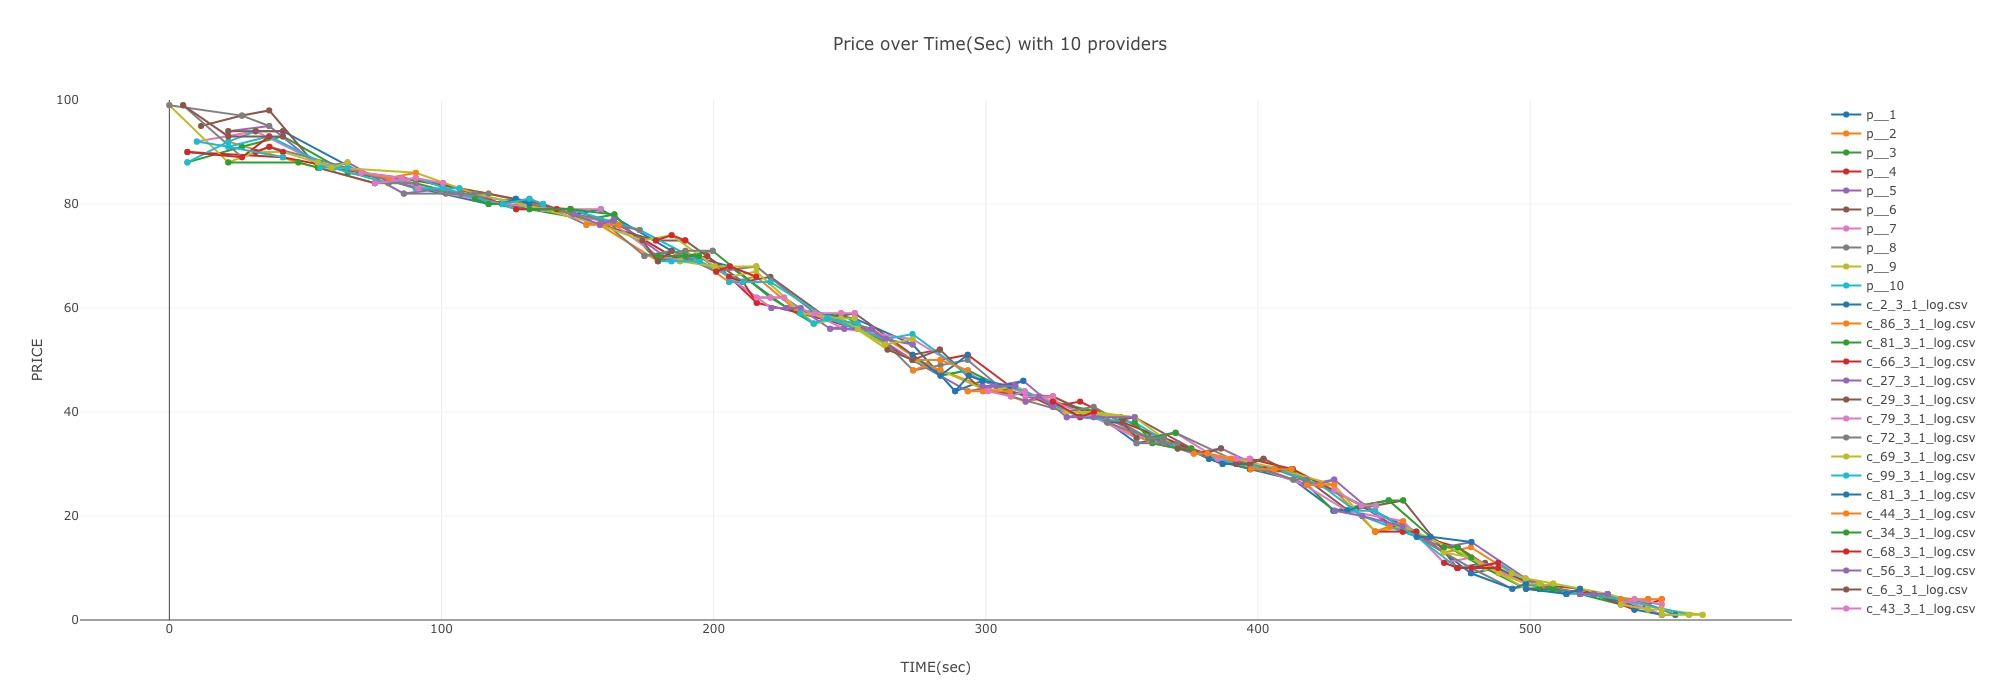 Price over Time(Sec) with 10 providers
100
80
60
40
20
0
PRICE
0 100 200 300 400 500
TIME(sec)
p__1
p__2
p__3
p__4
p__5
p__6
p__7
p__8
p__9
p__10
c_2_3_1_log.csv
c_86_3_1_log.csv
c_81_3_1_log.csv
c_66_3_1_log.csv
c_27_3_1_log.csv
c_29_3_1_log.csv
c_79_3_1_log.csv
c_72_3_1_log.csv
c_69_3_1_log.csv
c_99_3_1_log.csv
c_81_3_1_log.csv
c_44_3_1_log.csv
c_34_3_1_log.csv
c_68_3_1_log.csv
c_56_3_1_log.csv
c_6_3_1_log.csv
c_43_3_1_log.csv